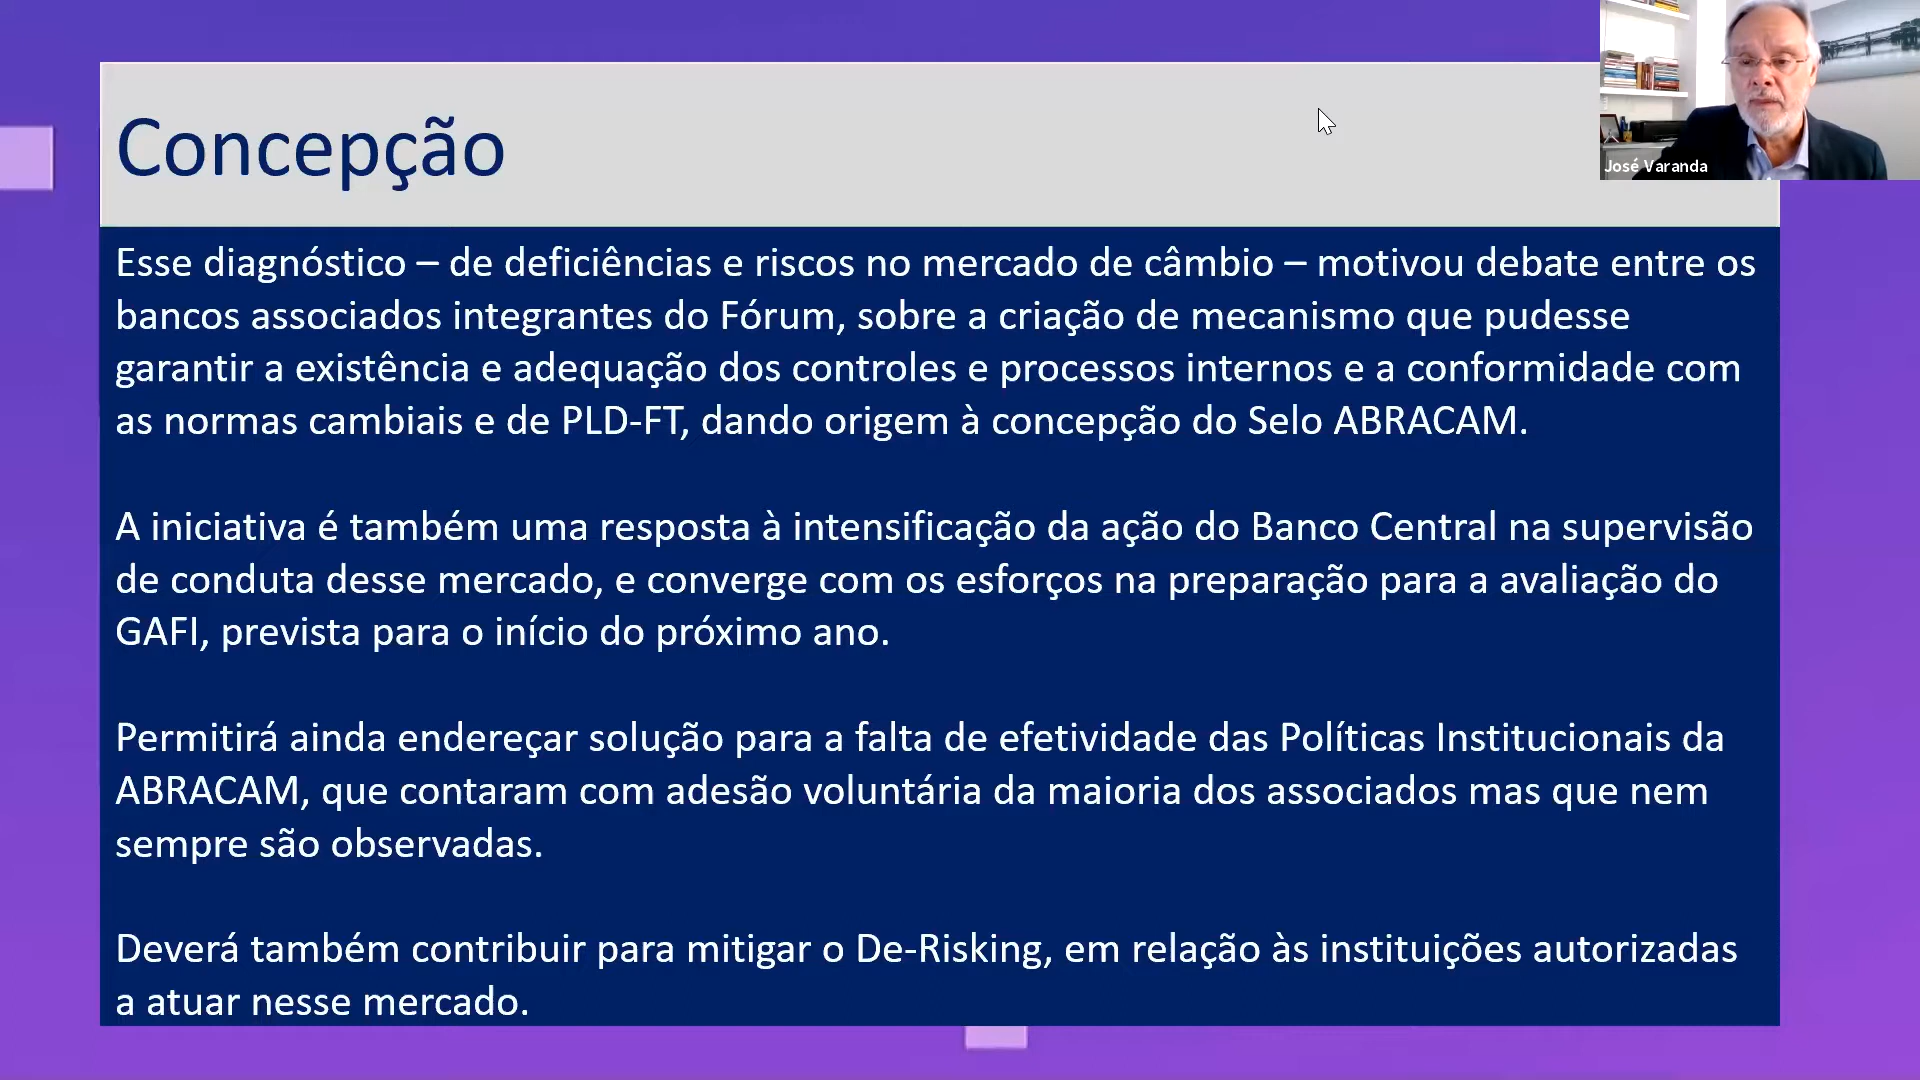 Concepção
José Varanda
Esse diagnóstico – de deficiências e riscos no mercado de câmbio – motivou debate entre os
bancos associados integrantes do Fórum, sobre a criação de mecanismo que pudesse
garantir a existência e adequação dos controles e processos internos e a conformidade com
as normas cambiais e de PLD-FT, dando origem à concepção do Selo ABRACAM.
A iniciativa é também uma resposta à intensificação da ação do Banco Central na supervisão
de conduta desse mercado, e converge com os esforços na preparação para a avaliação do
GAFI, prevista para o início do próximo ano.
Permitirá ainda endereçar solução para a falta de efetividade das Políticas Institucionais da
ABRACAM, que contaram com adesão voluntária da maioria dos associados mas que nem
sempre são observadas.
Deverá também contribuir para mitigar o De-Risking, em relação às instituições autorizadas
a atuar nesse mercado.